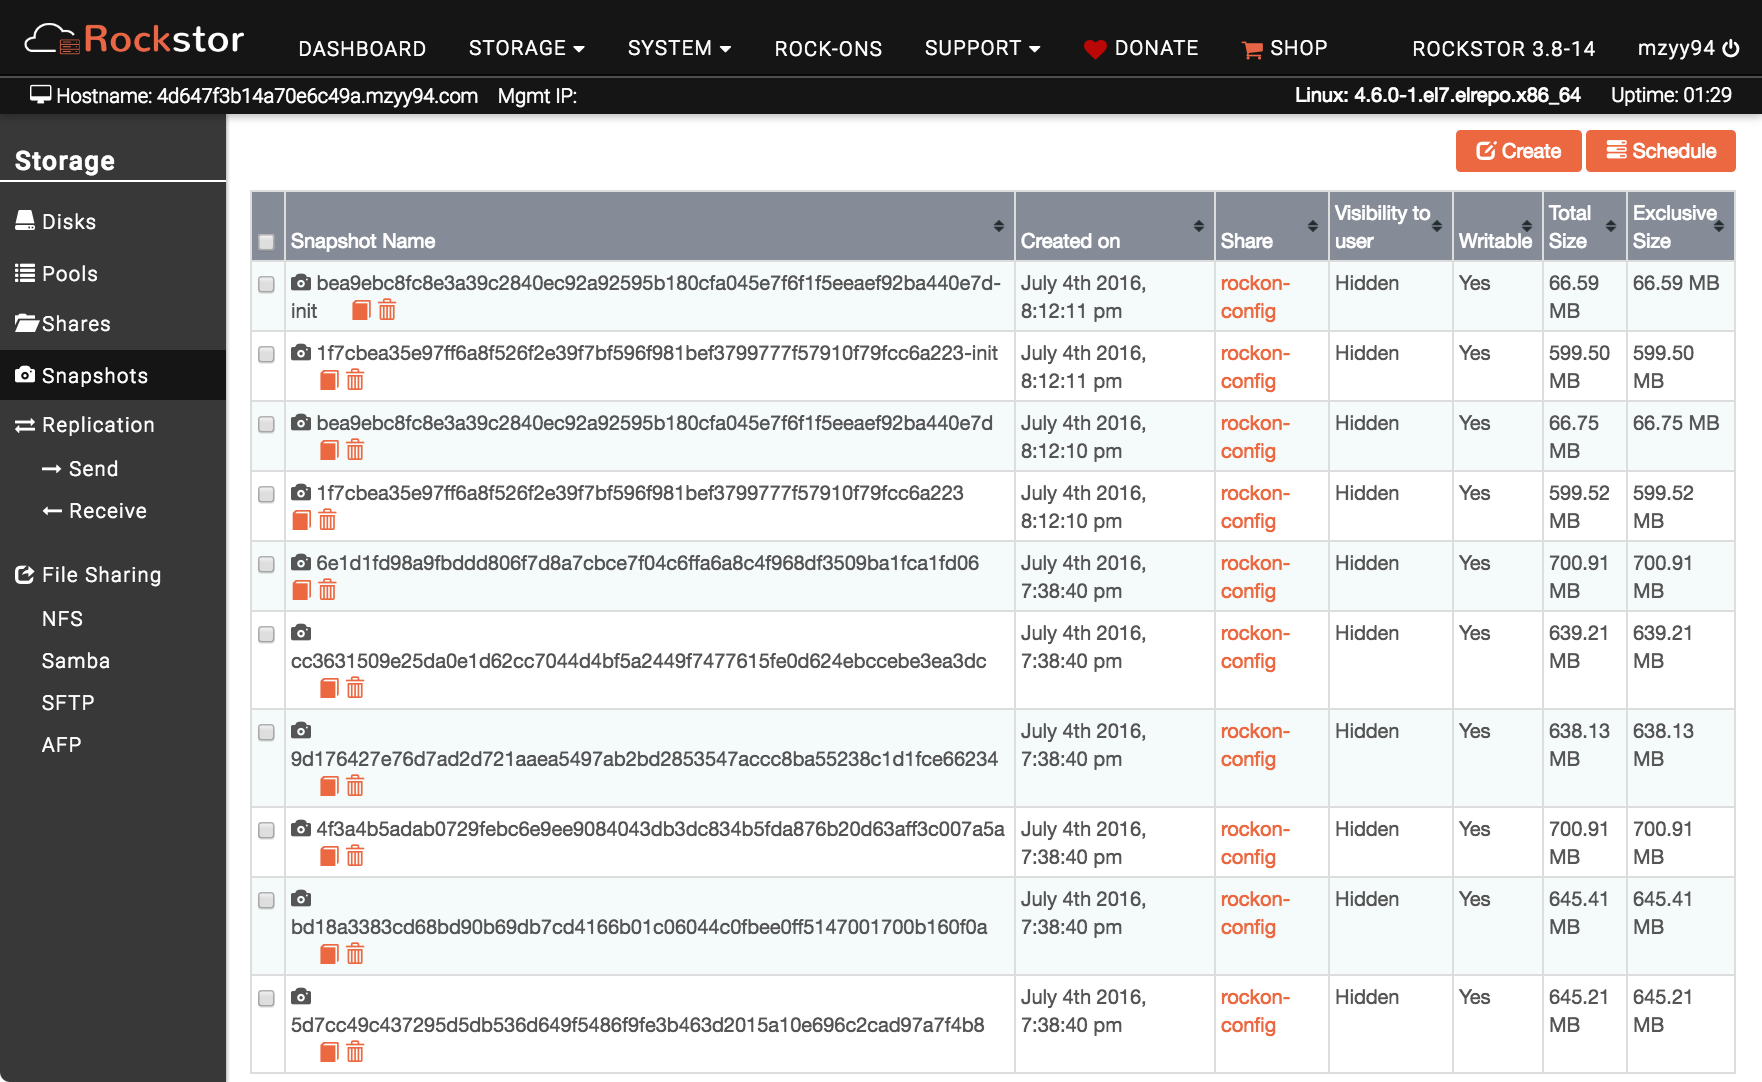 Rockstor
DASHBOARD STORAGE SYSTEM ROCK-ONS SUPPORT DONATE SHOP ROCKSTOR 3.8-14 mzyy94
Hostname: 4d647f3b14a70e6c49a.mzyy94.com Mgmt IP: Linux: 4.6.0-1.el7.elrepo.x86_64 Uptime: 01:29
Storage
Disks
Pools
Shares
Snapshots
Replication
Send
Receive
File Sharing
NFS
Samba
SFTP
AFP
Create Schedule
Snapshot Name Created on Share Visibility to user Writable Total Size Exclusive Size
bea9ebc8fc8e3a39c2840ec92a92595b180cfa045e7f6f1f5eeaef92ba440e7d- July 4th 2016, rockon- Hidden Yes 66.59 66.59 MB
init 8:12:11 pm config MB
1f7cbea35e97ff6a8f526f2e39f7bf596f981bef3799777f57910f79fcc6a223-init July 4th 2016, rockon- Hidden Yes 599.50 599.50
8:12:11 pm config MB MB
bea9ebc8fc8e3a39c2840ec92a92595b180cfa045e7f6f1f5eeaef92ba440e7d July 4th 2016, rockon- Hidden Yes 66.75 66.75 MB
8:12:10 pm config MB
1f7cbea35e97ff6a8f526f2e39f7bf596f981bef3799777f57910f79fcc6a223 July 4th 2016, rockon- Hidden Yes 599.52 599.52
8:12:10 pm config MB MB
6e1d1fd98a9fbddd806f7d8a7cbce7f04c6ffa6a8c4f968df3509ba1fca1fd06 July 4th 2016, rockon- Hidden Yes 700.91 700.91
7:38:40 pm config MB MB
July 4th 2016, rockon- Hidden Yes 639.21 639.21
cc3631509e25da0e1d62cc7044d4bf5a2449f7477615fe0d624ebccebe3ea3dc 7:38:40 pm config MB MB
July 4th 2016, rockon- Hidden Yes 638.13 638.13
9d176427e76d7ad2d721aaea5497ab2bd2853547accc8ba55238c1d1fce66234 7:38:40 pm config MB MB
4f3a4b5adab0729febc6e9ee9084043db3dc834b5fda876b20d63aff3c007a5a July 4th 2016, rockon- Hidden Yes 700.91 700.91
7:38:40 pm config MB MB
July 4th 2016, rockon- Hidden Yes 645.41 645.41
bd18a3383cd68bd90b69db7cd4166b01c06044c0fbee0ff5147001700b160f0a 7:38:40 pm config MB MB
July 4th 2016, rockon- Hidden Yes 645.21 645.21
5d7cc49c437295d5db536d649f5486f9fe3b463d2015a10e696c2cad97a7f4b8 7:38:40 pm config MB MB